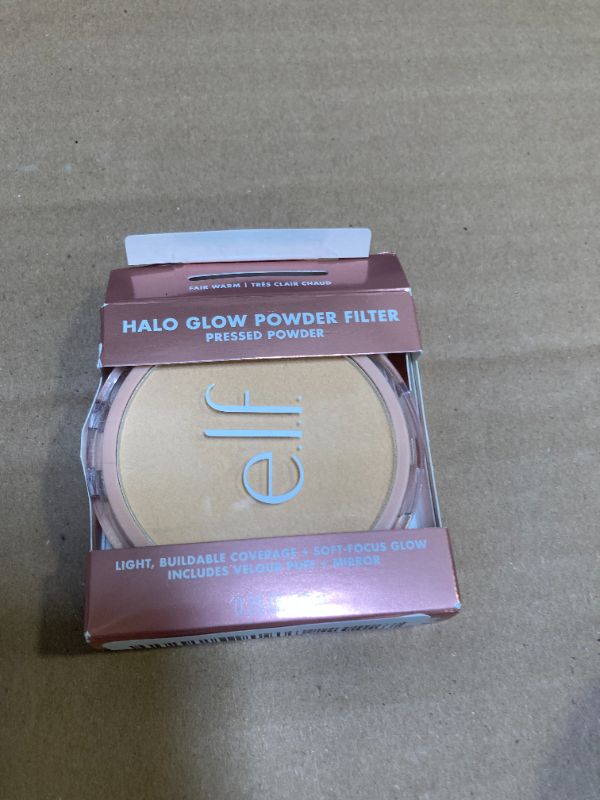 FAIR WARM | TRÈS CLAIR CHAUD
HALO GLOW POWDER FILTER
PRESSED POWDER
e.l.f.
LIGHT, BUILDABLE COVERAGE + SOFT-FOCUS GLOW
INCLUDES VELOUR PUFF + MIRROR